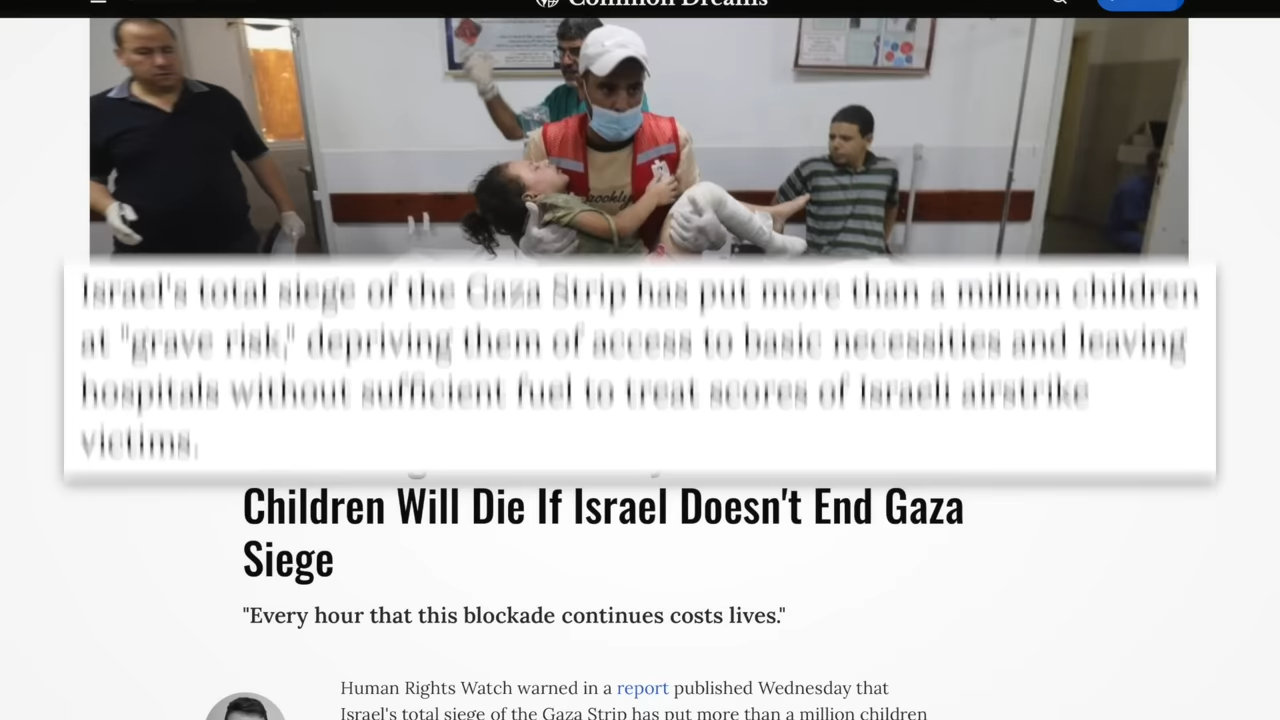 Common Dreams
Israel's total siege of the Gaza Strip has put more than a million children
at "grave risk," depriving them of access to basic necessities and leaving
hospitals without sufficient fuel to treat scores of Israeli airstrike
victims.
Children Will Die If Israel Doesn't End Gaza
Siege
"Every hour that this blockade continues costs lives."
Human Rights Watch warned in a report published Wednesday that
Israel's total siege of the Gaza Strip has put more than a million children